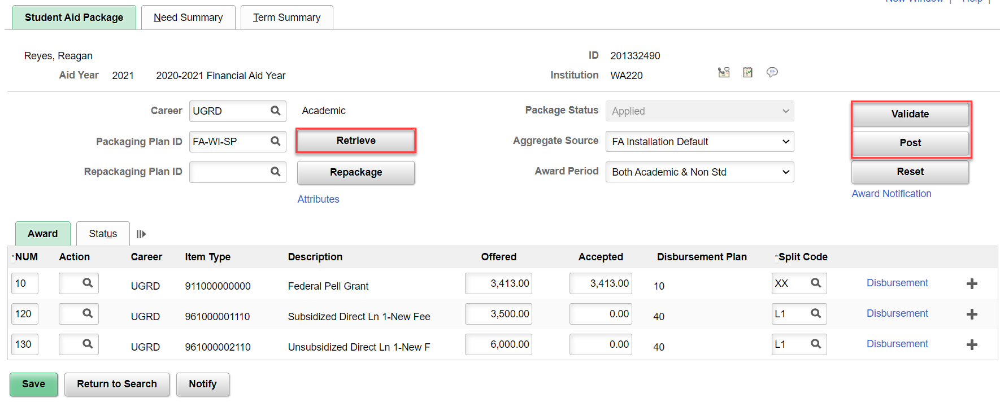 New Window | Help |
Student Aid Package Need Summary Term Summary
Reyes, Reagan ID 201332490
Aid Year 2021 2020-2021 Financial Aid Year Institution WA220
Career UGRD Academic Package Status Applied Validate
Packaging Plan ID FA-WI-SP Retrieve Aggregate Source FA Installation Default Post
Repackaging Plan ID Repackage Award Period Both Academic & Non Std Reset
Attributes Award Notification
Award Status
*NUM Action Career Item Type Description Offered Accepted Disbursement Plan *Split Code
10 UGRD 911000000000 Federal Pell Grant 3,413.00 3,413.00 10 XX Disbursement
120 UGRD 961000001110 Subsidized Direct Ln 1-New Fee 3,500.00 0.00 40 L1 Disbursement
130 UGRD 961000002110 Unsubsidized Direct Ln 1-New F 6,000.00 0.00 40 L1 Disbursement
Save Return to Search Notify